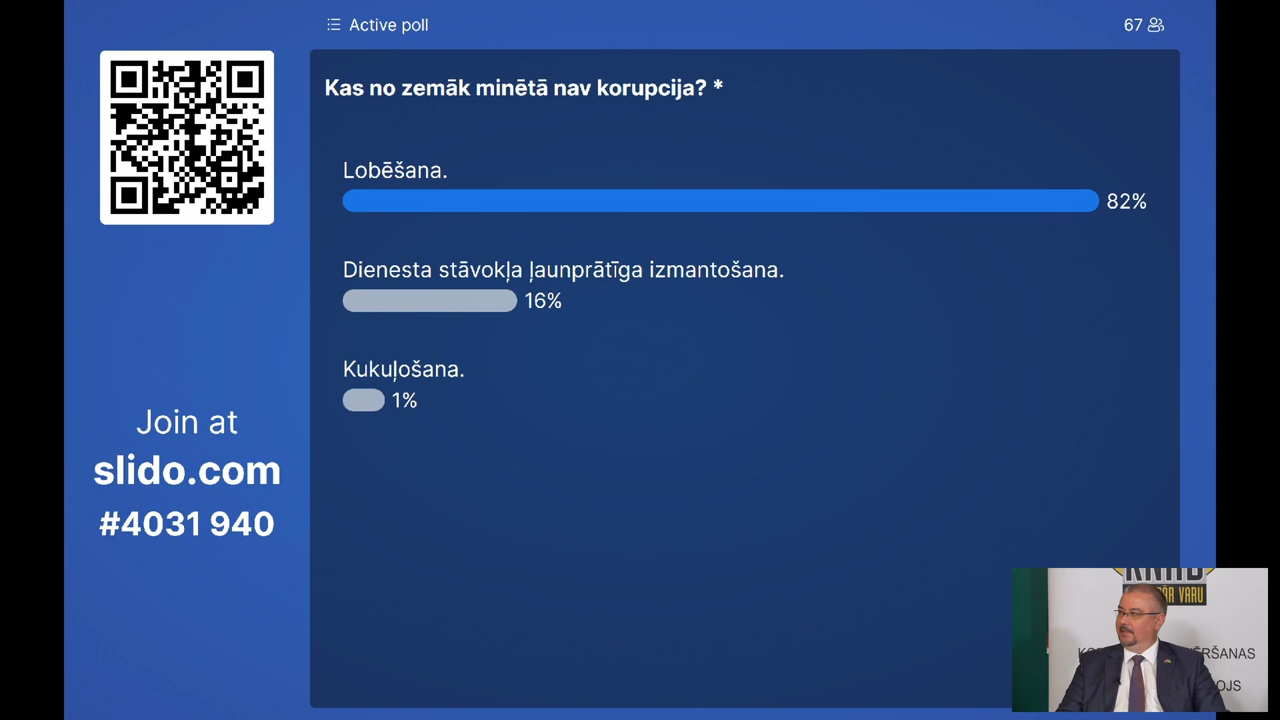 Active poll
67
Kas no zemāk minētā nav korupcija? *
Lobēšana.
82%
Dienesta stāvokļa ļaunprātīga izmantošana.
16%
Kukuļošana.
1%
Join at
slido.com
#4031 940
VARU